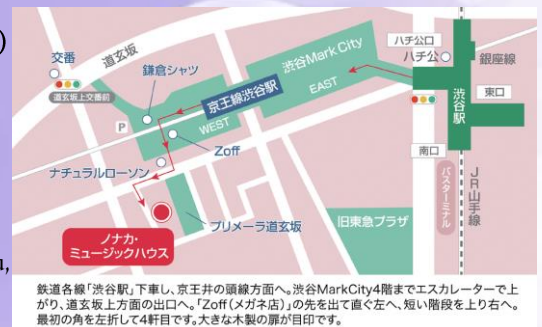 )
道玄坂
交番
道玄坂上交番前
鎌倉シャツ
渋谷Mark City
ハチ公口
ハチ公
銀座線
京王線渋谷駅
EAST
渋谷駅
東口
P
WEST
Zoff
南口
ナチュラルローソン
バスターミナル
JR山手線
プリメーラ道玄坂
旧東急プラザ
ノナカ・
ミュージックハウス
鉄道各線「渋谷駅」下車し、京王井の頭線方面へ。渋谷MarkCity4階までエスカレーターで上
がり、道玄坂上方面の出口へ。「Zoff(メガネ店)」の先を出て直ぐ左へ、短い階段を上り右へ。
最初の角を左折して4軒目です。大きな木製の扉が目印です。